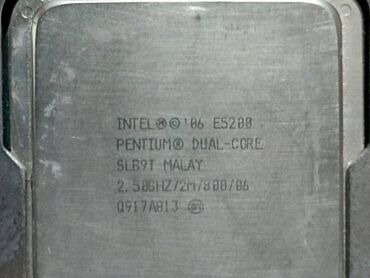 INTEL®©'06 E5200
PENTIUM® DUAL-CORE
SLB9T MALAY
2.50GHZ/2M/800/06
Q917A813